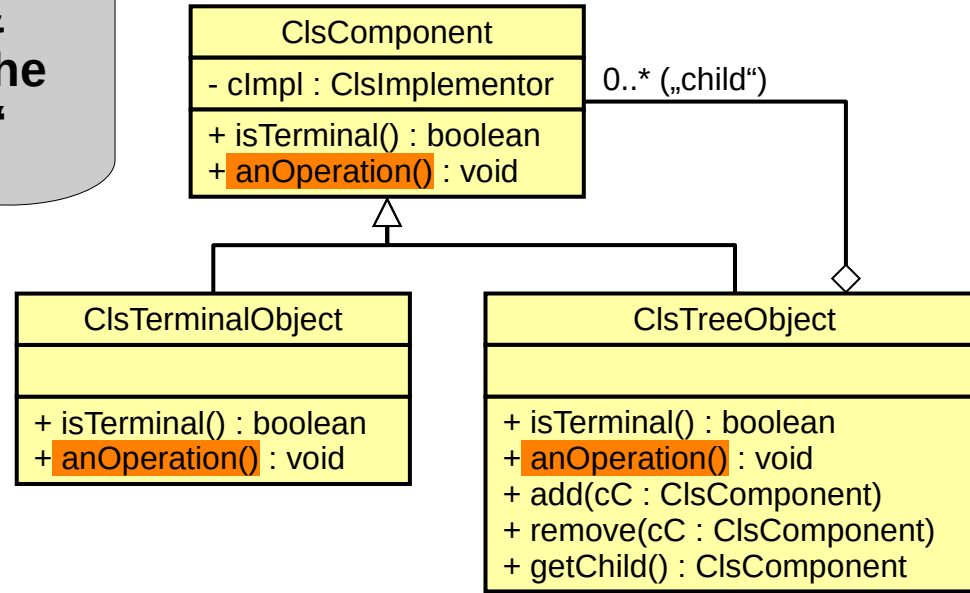 he
ClsComponent
- cImpl : ClsImplementor
0..* („child“)
+ isTerminal() : boolean
+ anOperation() : void
ClsTerminalObject
+ isTerminal() : boolean
+ anOperation() : void
ClsTreeObject
+ isTerminal() : boolean
+ anOperation() : void
+ add(cC : ClsComponent)
+ remove(cC : ClsComponent)
+ getChild() : ClsComponent